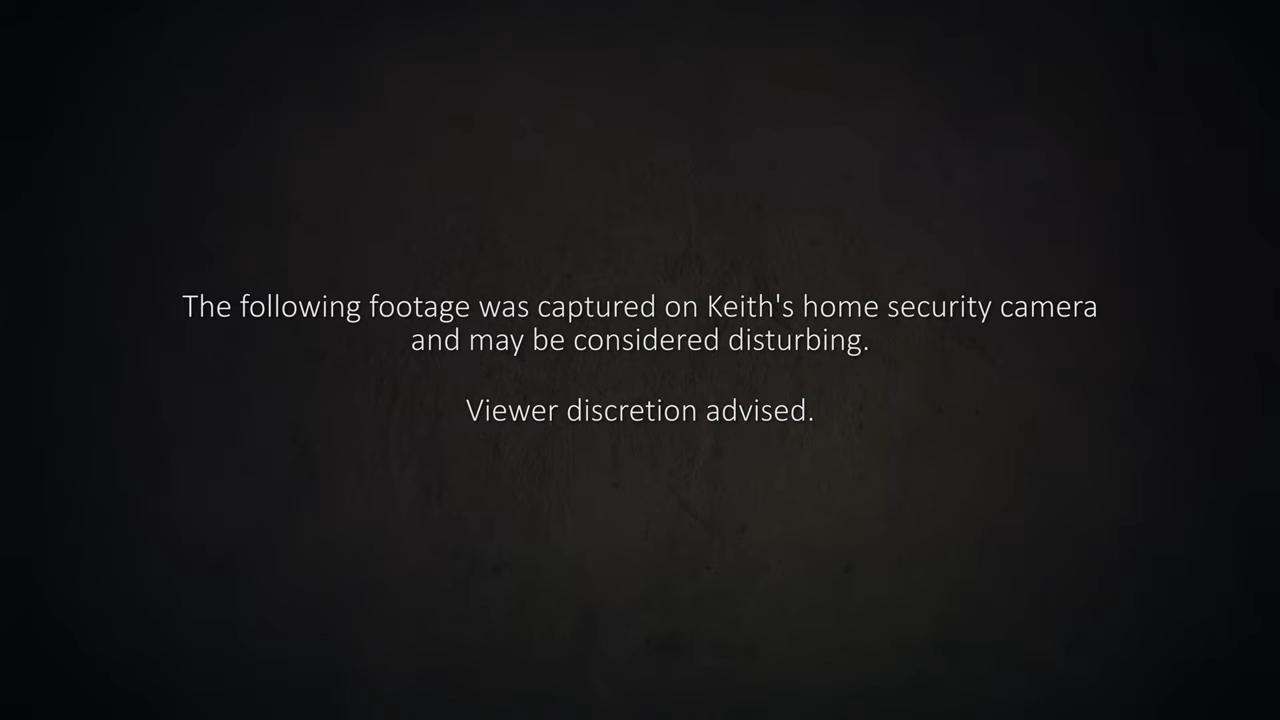 The following footage was captured on Keith's home security camera
and may be considered disturbing.
Viewer discretion advised.